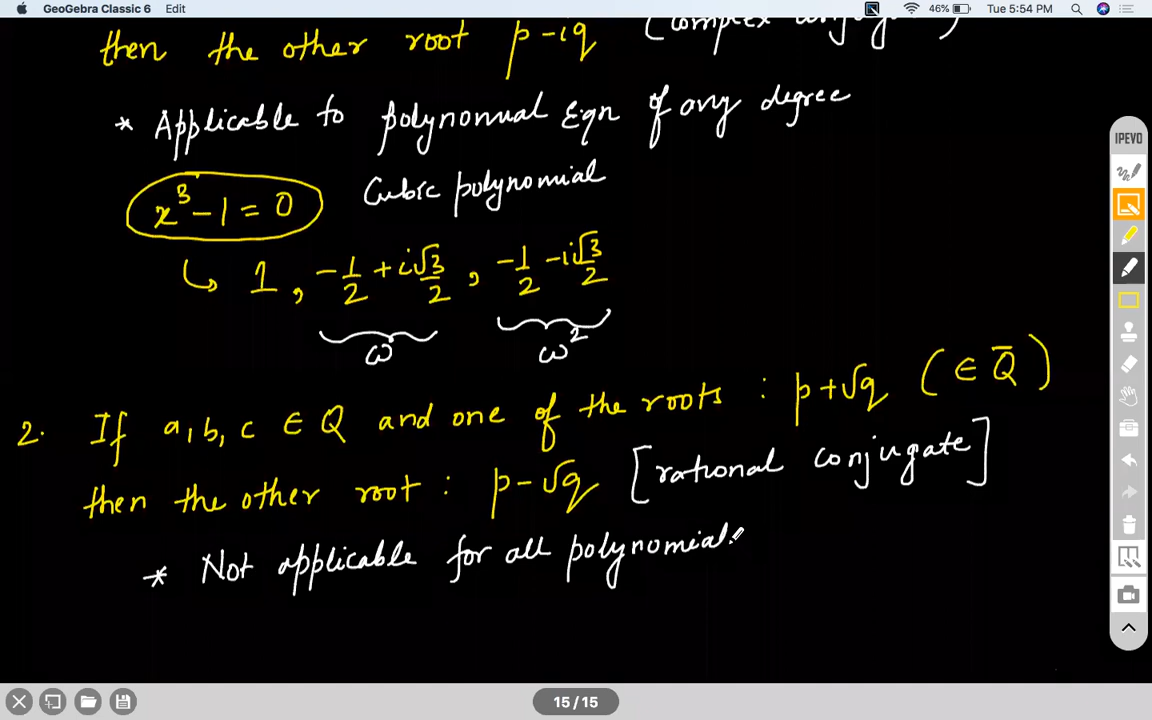 GeoGebra Classic 6 Edit 46% Tue 5:54 PM
then the other root p-iq (complex conjugate)
* Applicable to polynomial Eqn of any degree
x³-1=0 Cubic polynomial
↳ 1, -1/2 + i√3/2, -1/2 - i√3/2
ω ω²
2. If a, b, c ∈ Q and one of the roots : p+√q (∈ Q̄)
then the other root : p-√q [rational conjugate]
* Not applicable for all polynomials
IPEVO
15/15